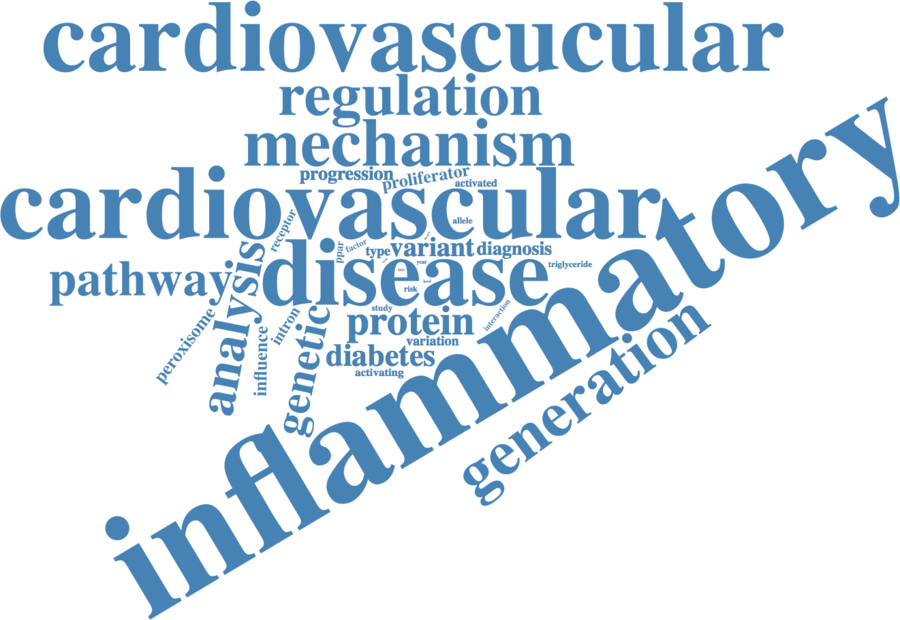 cardiovascucular
regulation
mechanism
progression
proliferator
activated
cardiovascular
allele
receptor
ppar
factor
type
variant
diagnosis
pathway
analysis
disease
year
triglyceride
risk
study
peroxisome
influence
intron
genetic
protein
interaction
variation
diabetes
activating
inflammatory
generation